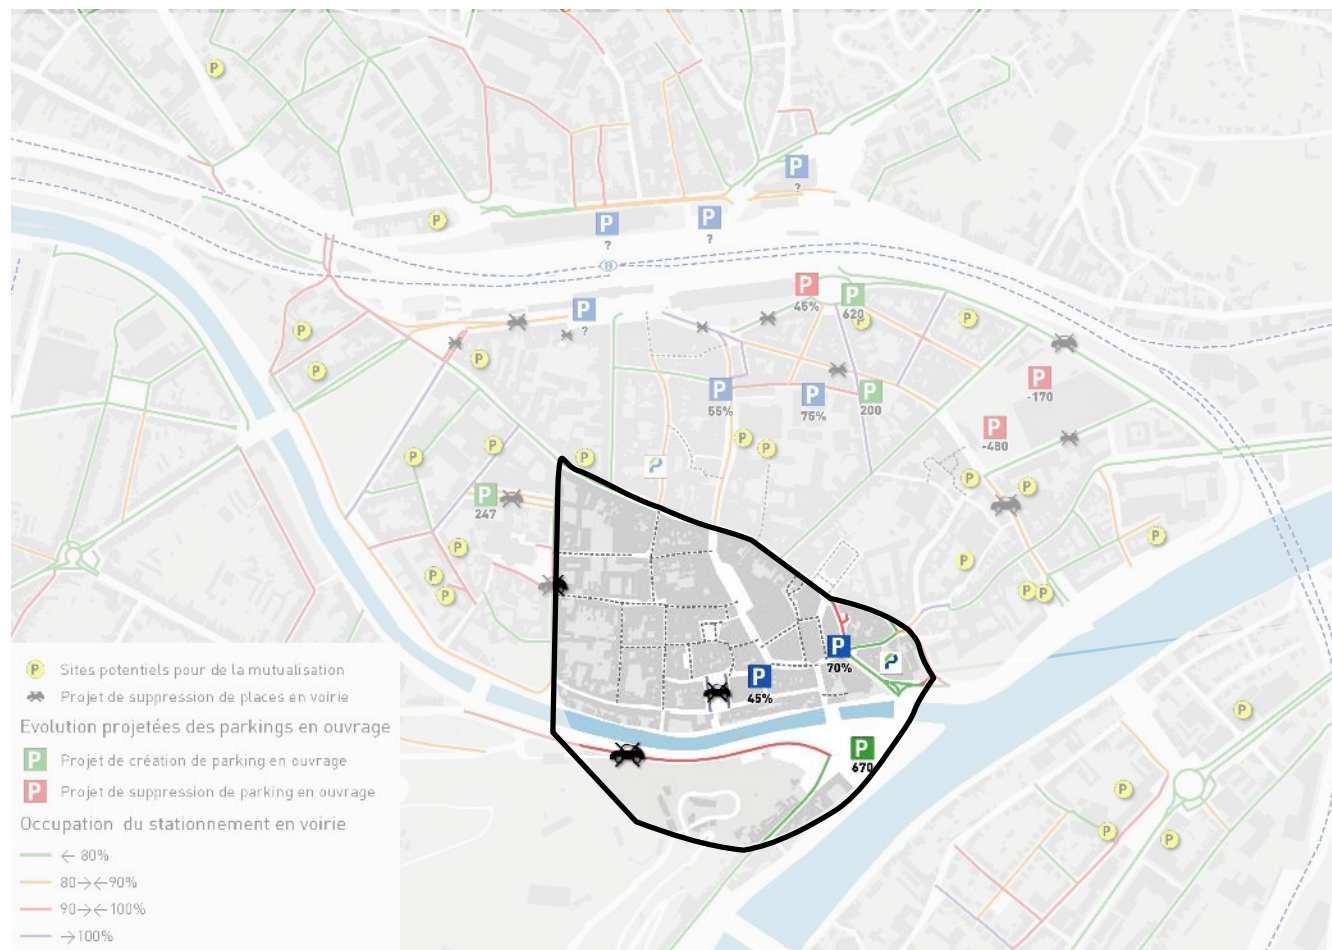 P
P
?
P
P
P
?
?
B
P
P
45%
P
620
P
P
P
P
?
P
P
P
-170
P
55%
P
75%
P
200
P
-480
P
P
P
P
P
P
P
247
P
P
P
P
P
P
P
P
P
P
P
70%
P
45%
P
670
P
P
P
P
P Sites potentiels pour de la mutualisation
Projet de suppression de places en voirie
Evolution projetées des parkings en ouvrage
P Projet de création de parking en ouvrage
P Projet de suppression de parking en ouvrage
Occupation du stationnement en voirie
← 80%
80→←90%
90→←100%
→100%